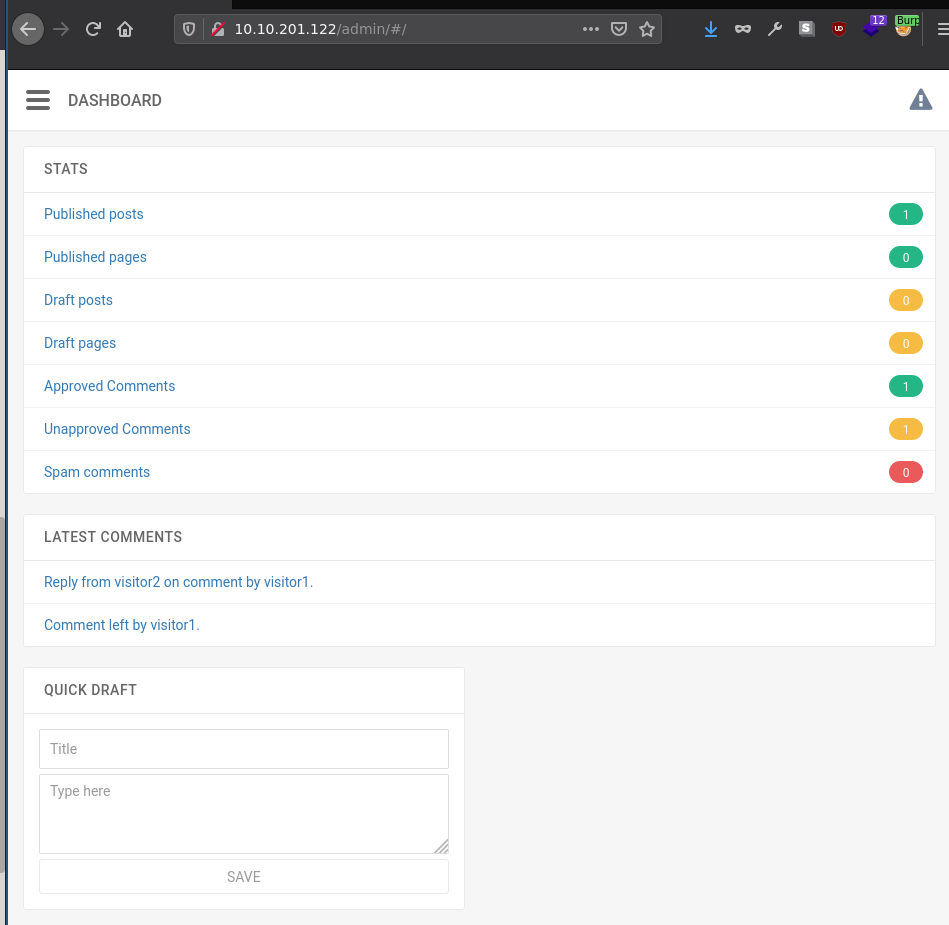 10.10.201.122/admin/#/
S
UD
12
Burp
DASHBOARD
STATS
Published posts 1
Published pages 0
Draft posts 0
Draft pages 0
Approved Comments 1
Unapproved Comments 1
Spam comments 0
LATEST COMMENTS
Reply from visitor2 on comment by visitor1.
Comment left by visitor1.
QUICK DRAFT
Title
Type here
SAVE